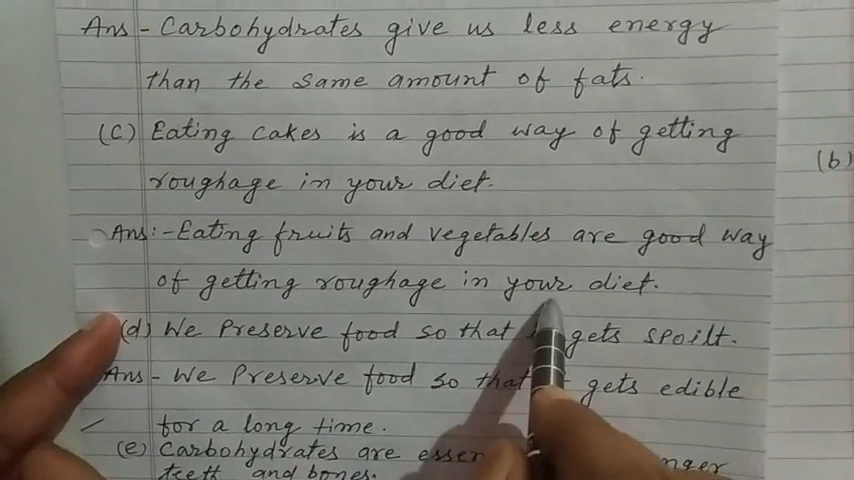 Ans - Carbohydrates give us less energy
than the same amount of fats.
(C) Eating cakes is a good way of getting
roughage in your diet.
Ans :- Eating fruits and vegetables are good way
of getting roughage in your diet.
(d) We Preserve food so that gets spoilt.
Ans - We Preserve food so that gets edible
for a long time.
(e) Carbohydrates are
teeth and bones.
(b)